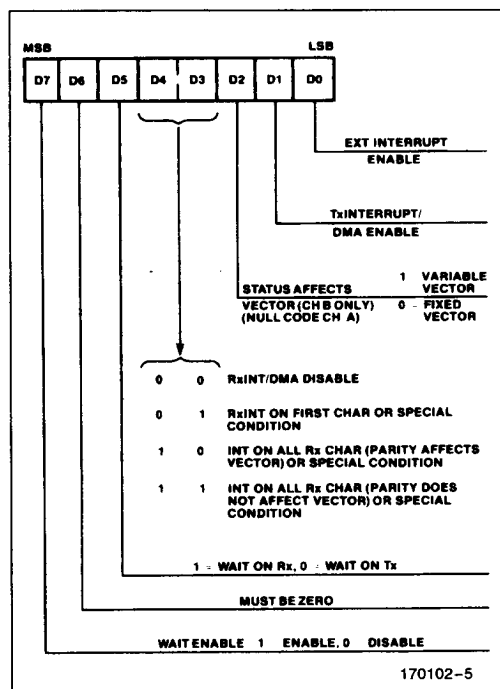 MSB LSB
D7 D6 D5 D4 D3 D2 D1 D0
EXT INTERRUPT
ENABLE
TxINTERRUPT/
DMA ENABLE
STATUS AFFECTS 1 VARIABLE
VECTOR
VECTOR (CH B ONLY) 0 - FIXED
(NULL CODE CH A) VECTOR
0 0 RxINT/DMA DISABLE
0 1 RxINT ON FIRST CHAR OR SPECIAL
CONDITION
1 0 INT ON ALL Rx CHAR (PARITY AFFECTS
VECTOR) OR SPECIAL CONDITION
1 1 INT ON ALL Rx CHAR (PARITY DOES
NOT AFFECT VECTOR) OR SPECIAL
CONDITION
1 = WAIT ON Rx, 0 = WAIT ON Tx
MUST BE ZERO
WAIT ENABLE 1 ENABLE, 0 DISABLE
170102-5